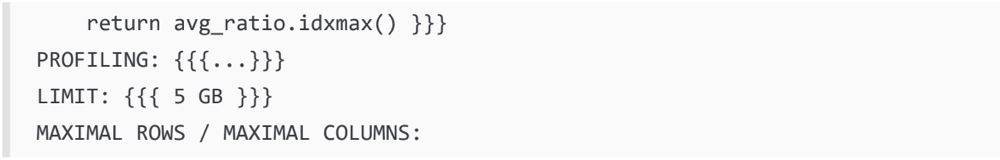 return avg_ratio.idxmax() }}}
PROFILING: {{{...}}}
LIMIT: {{{ 5 GB }}}
MAXIMAL ROWS / MAXIMAL COLUMNS: